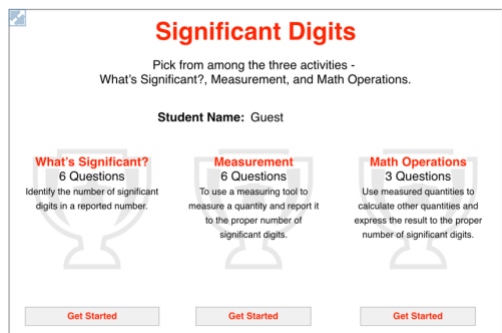 Significant Digits
Pick from among the three activities -
What's Significant?, Measurement, and Math Operations.
Student Name: Guest
What's Significant?
6 Questions
Identify the number of significant
digits in a reported number.
Get Started
Measurement
6 Questions
To use a measuring tool to
measure a quantity and report it
to the proper number of
significant digits.
Get Started
Math Operations
3 Questions
Use measured quantities to
calculate other quantities and
express the result to the proper
number of significant digits.
Get Started